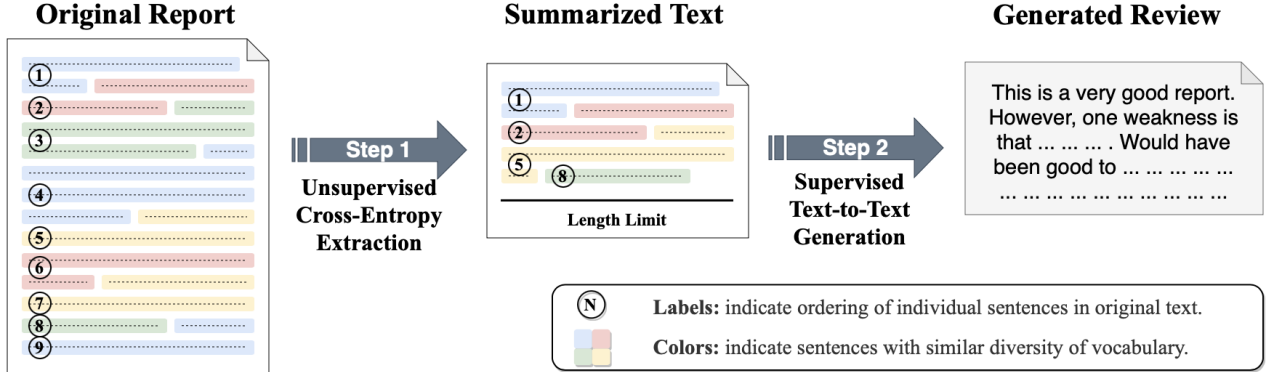 Original Report
Summarized Text
Generated Review
1
2
3
4
5
6
7
8
9
Step 1
Unsupervised
Cross-Entropy
Extraction
1
2
5
8
Length Limit
Step 2
Supervised
Text-to-Text
Generation
This is a very good report.
However, one weakness is
that ... ... ... . Would have
been good to ... ... ... ... ...
... ... ... ... ... ... ... ... ... ...
N Labels: indicate ordering of individual sentences in original text.
Colors: indicate sentences with similar diversity of vocabulary.